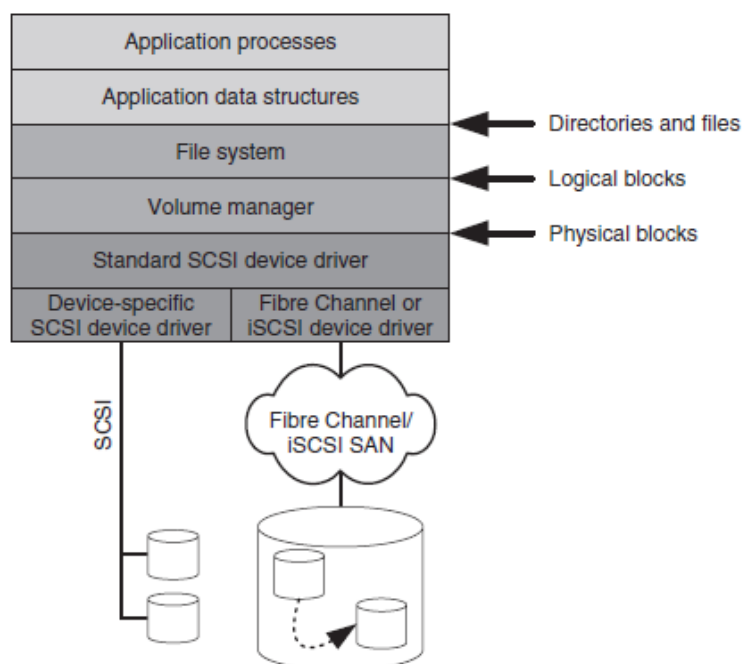 Application processes
Application data structures
Directories and files
File system
Logical blocks
Volume manager
Physical blocks
Standard SCSI device driver
Device-specific
SCSI device driver
Fibre Channel or
iSCSI device driver
SCSI
Fibre Channel/
iSCSI SAN